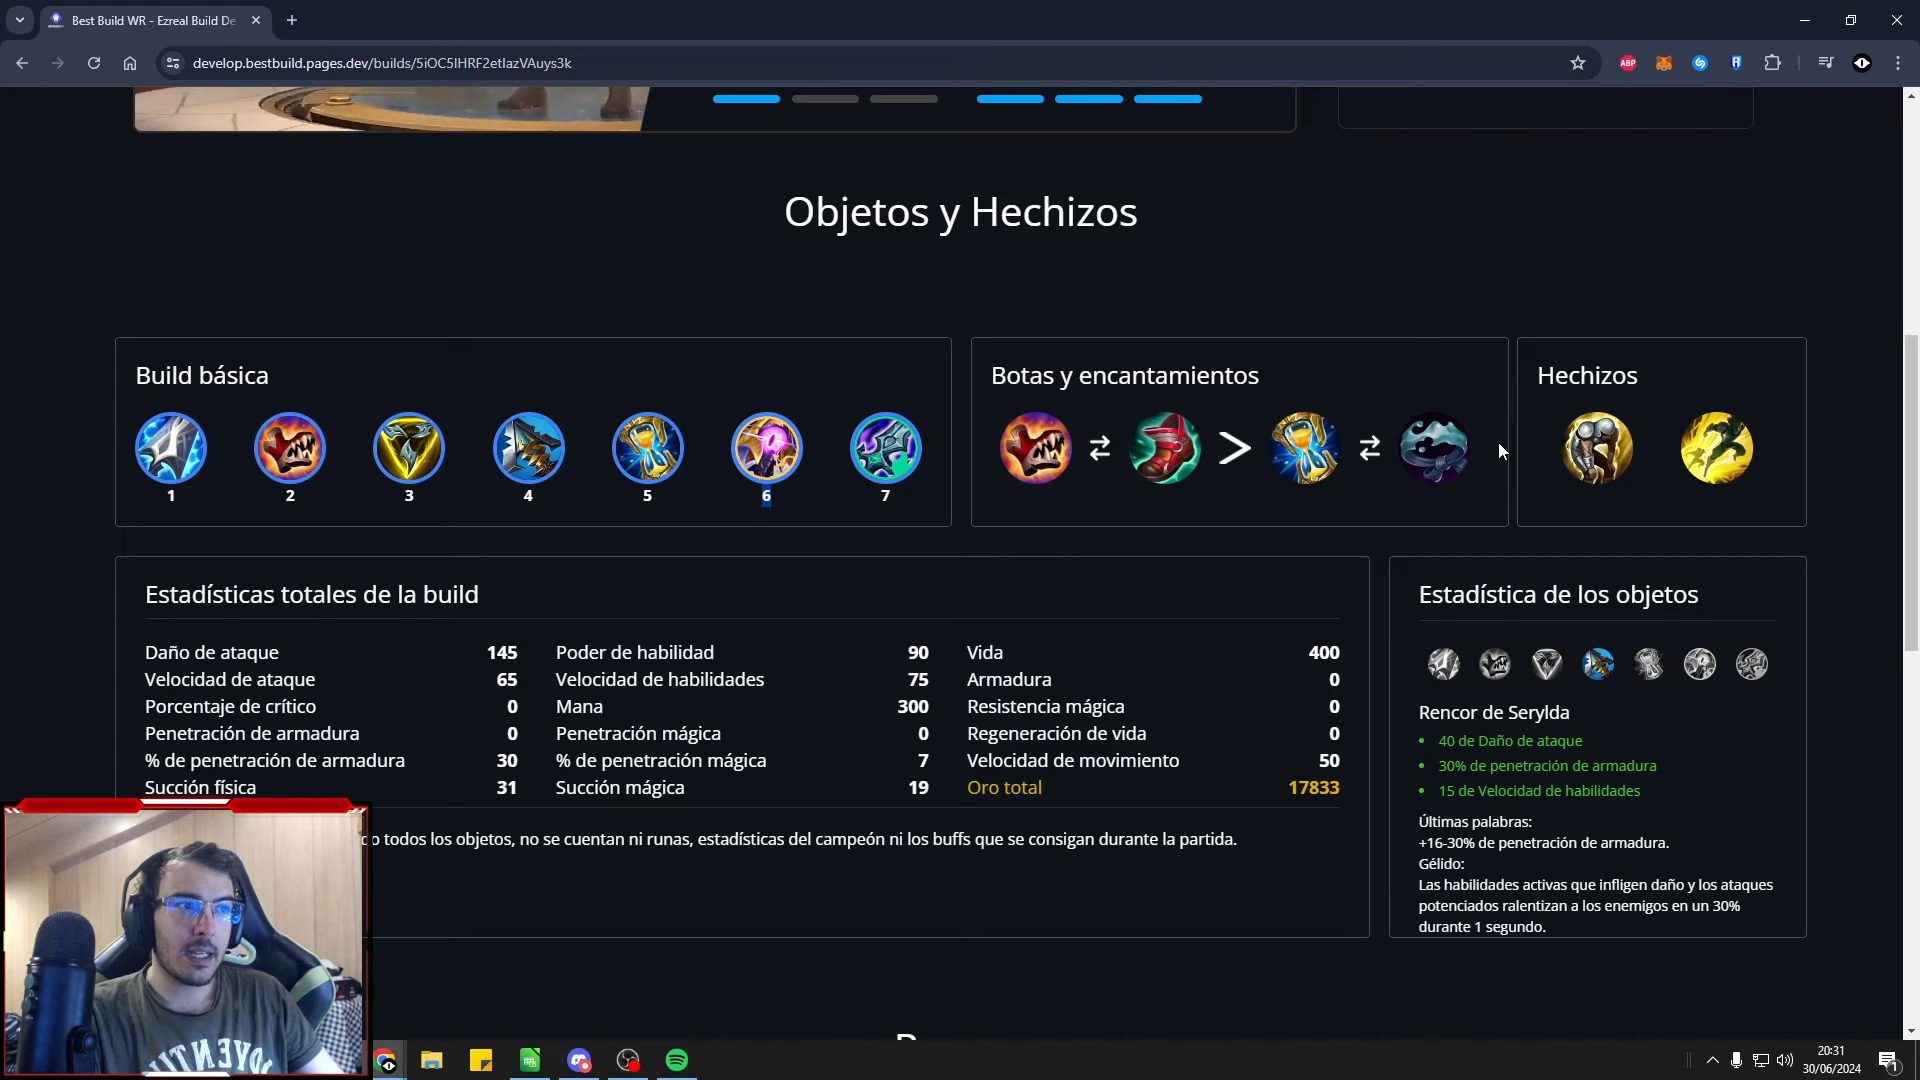 Best Build WR - Ezreal Build De
develop.bestbuild.pages.dev/builds/5iOC5lHRF2etlazVAuys3k
ABP
Objetos y Hechizos
Build básica
1 2 3 4 5 6 7
Botas y encantamientos
Hechizos
Estadísticas totales de la build
Daño de ataque 145 Poder de habilidad 90 Vida 400
Velocidad de ataque 65 Velocidad de habilidades 75 Armadura 0
Porcentaje de crítico 0 Mana 300 Resistencia mágica 0
Penetración de armadura 0 Penetración mágica 0 Regeneración de vida 0
% de penetración de armadura 30 % de penetración mágica 7 Velocidad de movimiento 50
Succión física 31 Succión mágica 19 Oro total 17833
o todos los objetos, no se cuentan ni runas, estadísticas del campeón ni los buffs que se consigan durante la partida.
Estadística de los objetos
Rencor de Serylda
40 de Daño de ataque
30% de penetración de armadura
15 de Velocidad de habilidades
Últimas palabras:
+16-30% de penetración de armadura.
Gélido:
Las habilidades activas que infligen daño y los ataques
potenciados ralentizan a los enemigos en un 30%
durante 1 segundo.
20:31
30/06/2024
1